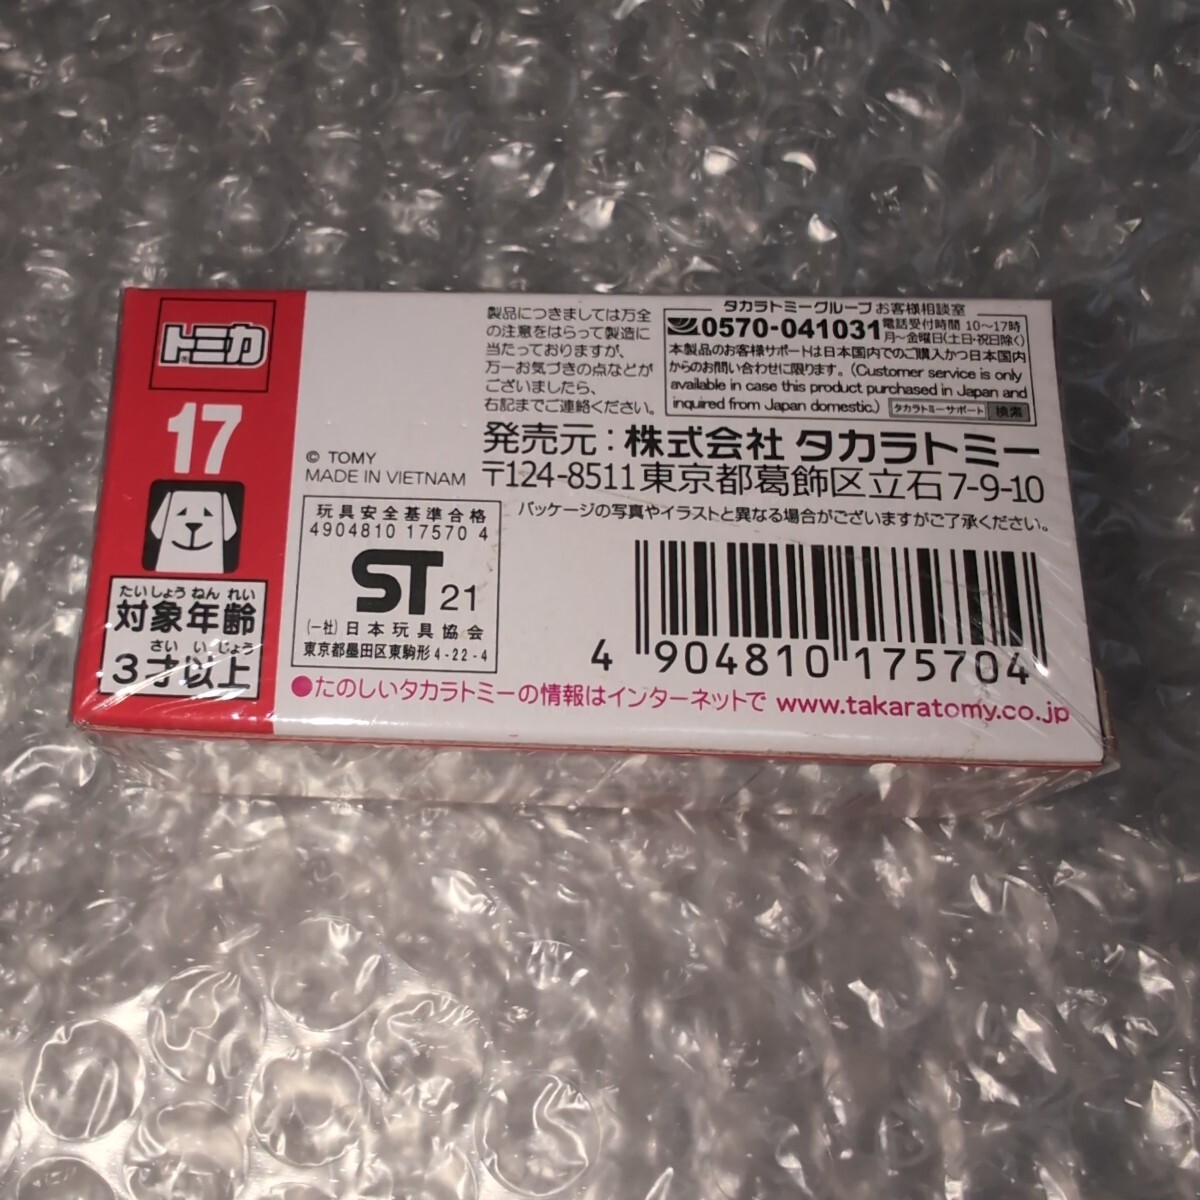 トミカ
17
たいしょう ねん れい
対象年齢
さい い じょう
3才以上
製品につきましては万全
の注意をはらって製造に
当たっておりますが、
万一お気づきの点などが
ございましたら、
右記までご連絡ください。
タカラトミーグループ お客様相談室
0570-041031 電話受付時間 10〜17時
月〜金曜日(土日・祝日除く)
本製品のお客様サポートは日本国内でのご購入かつ日本国内
からのお問い合わせに限ります。(Customer service is only
available in case this product purchased in Japan and
inquired from Japan domestic.) タカラトミーサポート 検索
© TOMY
MADE IN VIETNAM
発売元：株式会社 タカラトミー
〒124-8511 東京都葛飾区立石 7-9-10
パッケージの写真やイラストと異なる場合がございますがご了承ください。
玩具安全基準合格
4904810 17570 4
ST 21
(一社) 日本玩具協会
東京都墨田区東駒形 4-22-4
4 904810 175704
●たのしいタカラトミーの情報はインターネットで www.takaratomy.co.jp